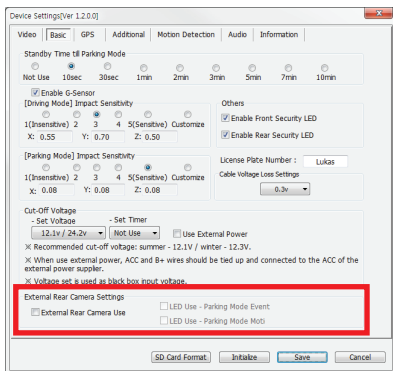 Device Settings[Ver 1.2.0.0]
Video Basic GPS Additional Motion Detection Audio Information
Standby Time til Parking Mode
Not Use 10sec 30sec 1min 2min 3min 5min 7min 10min
Enable G-Sensor
[Driving Mode] Impact Sensitivity
1(Insensitive) 2 3 4 5(Sensitive) Customize
X: 0.55 Y: 0.70 Z: 0.50
Others
Enable Front Security LED
Enable Rear Security LED
[Parking Mode] Impact Sensitivity
1(Insensitive) 2 3 4 5(Sensitive) Customize
X: 0.08 Y: 0.08 Z: 0.08
License Plate Number : Lukas
Cable Voltage Loss Settings
0.3v
Cut-Off Voltage
- Set Voltage - Set Timer
12.1v / 24.2v Not Use Use External Power
※ Recommended cut-off voltage: summer - 12.1V / winter - 12.3V.
※ When use external power, ACC and B+ wires should be tied up and connected to the ACC of the
external power supplier.
※ Voltage set is used as black box input voltage.
External Rear Camera Settings
External Rear Camera Use
LED Use - Parking Mode Event
LED Use - Parking Mode Moti
SD Card Format Initialize Save Cancel